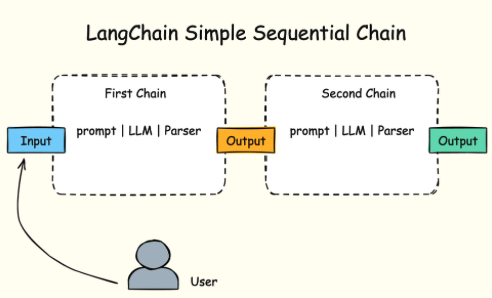 LangChain Simple Sequential Chain
First Chain
Second Chain
Input
prompt | LLM | Parser
Output
prompt | LLM | Parser
Output
User